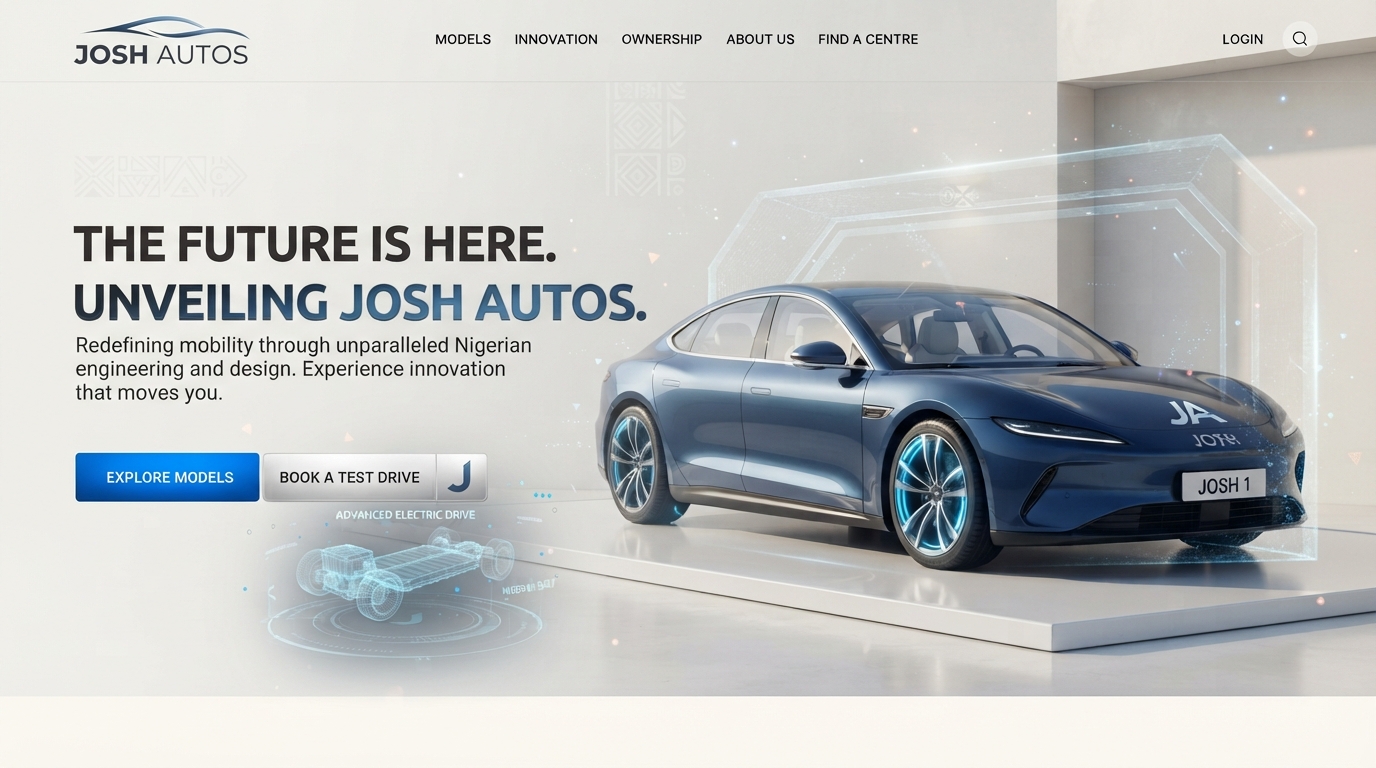 JOSH AUTOS
MODELS
INNOVATION
OWNERSHIP
ABOUT US
FIND A CENTRE
LOGIN
THE FUTURE IS HERE.
UNVEILING JOSH AUTOS.
Redefining mobility through unparalleled Nigerian
engineering and design. Experience innovation
that moves you.
EXPLORE MODELS
BOOK A TEST DRIVE
J
ADVANCED ELECTRIC DRIVE
JA
JOSH 1